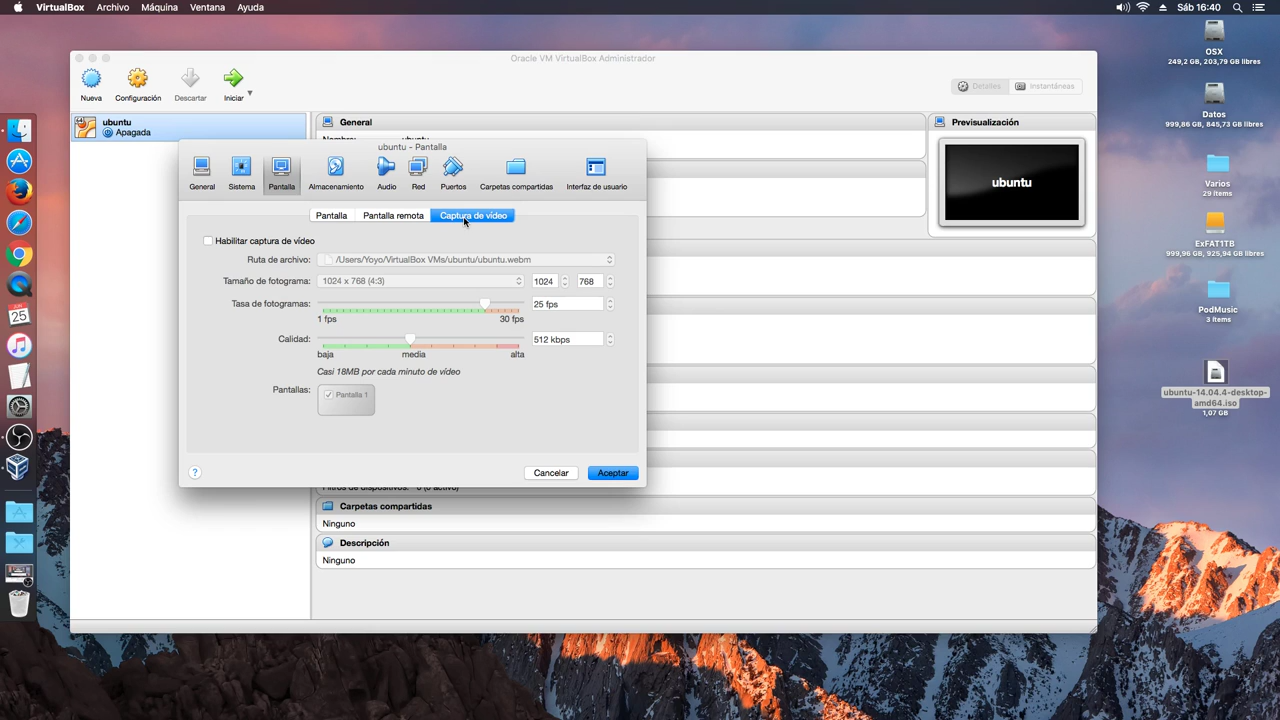 VirtualBox Archivo Máquina Ventana Ayuda Sáb 16:40
Oracle VM VirtualBox Administrador
Nueva Configuración Descartar Iniciar Detalles Instantáneas
ubuntu
Apagada
General
Previsualización
ubuntu
ubuntu - Pantalla
General Sistema Pantalla Almacenamiento Audio Red Puertos Carpetas compartidas Interfaz de usuario
Pantalla Pantalla remota Captura de vídeo
Habilitar captura de vídeo
Ruta de archivo: /Users/Yoyo/VirtualBox VMs/ubuntu/ubuntu.webm
Tamaño de fotograma: 1024 x 768 (4:3) 1024 768
Tasa de fotogramas: 25 fps
1 fps 30 fps
Calidad: 512 kbps
baja media alta
Casi 18MB por cada minuto de vídeo
Pantallas: Pantalla 1
? Cancelar Aceptar
Carpetas compartidas
Ninguno
Descripción
Ninguno
OSX
249,2 GB, 203,79 GB libres
Datos
999,86 GB, 845,73 GB libres
Varios
29 items
ExFAT1TB
999,96 GB, 925,94 GB libres
PodMusic
3 items
ubuntu-14.04.4-desktop-
amd64.iso
1,07 GB
JUN
25